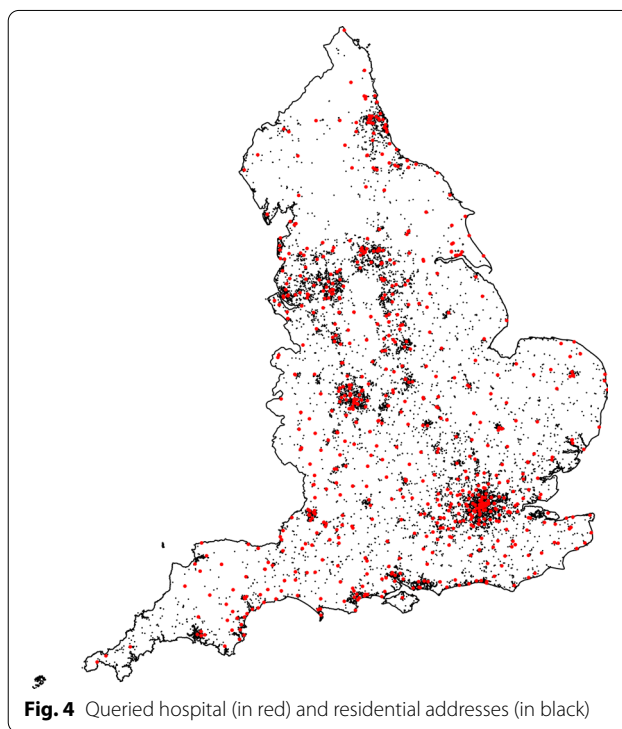 Fig. 4 Queried hospital (in red) and residential addresses (in black)